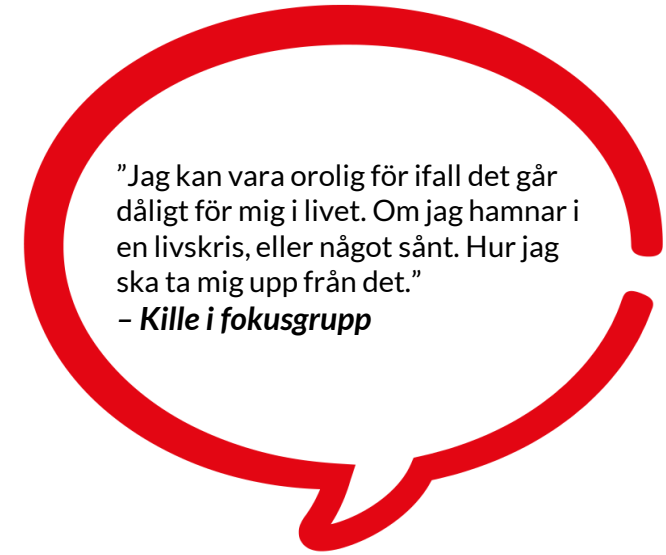 ”Jag kan vara orolig för ifall det går
dåligt för mig i livet. Om jag hamnar i
en livskris, eller något sånt. Hur jag
ska ta mig upp från det.”
– Kille i fokusgrupp